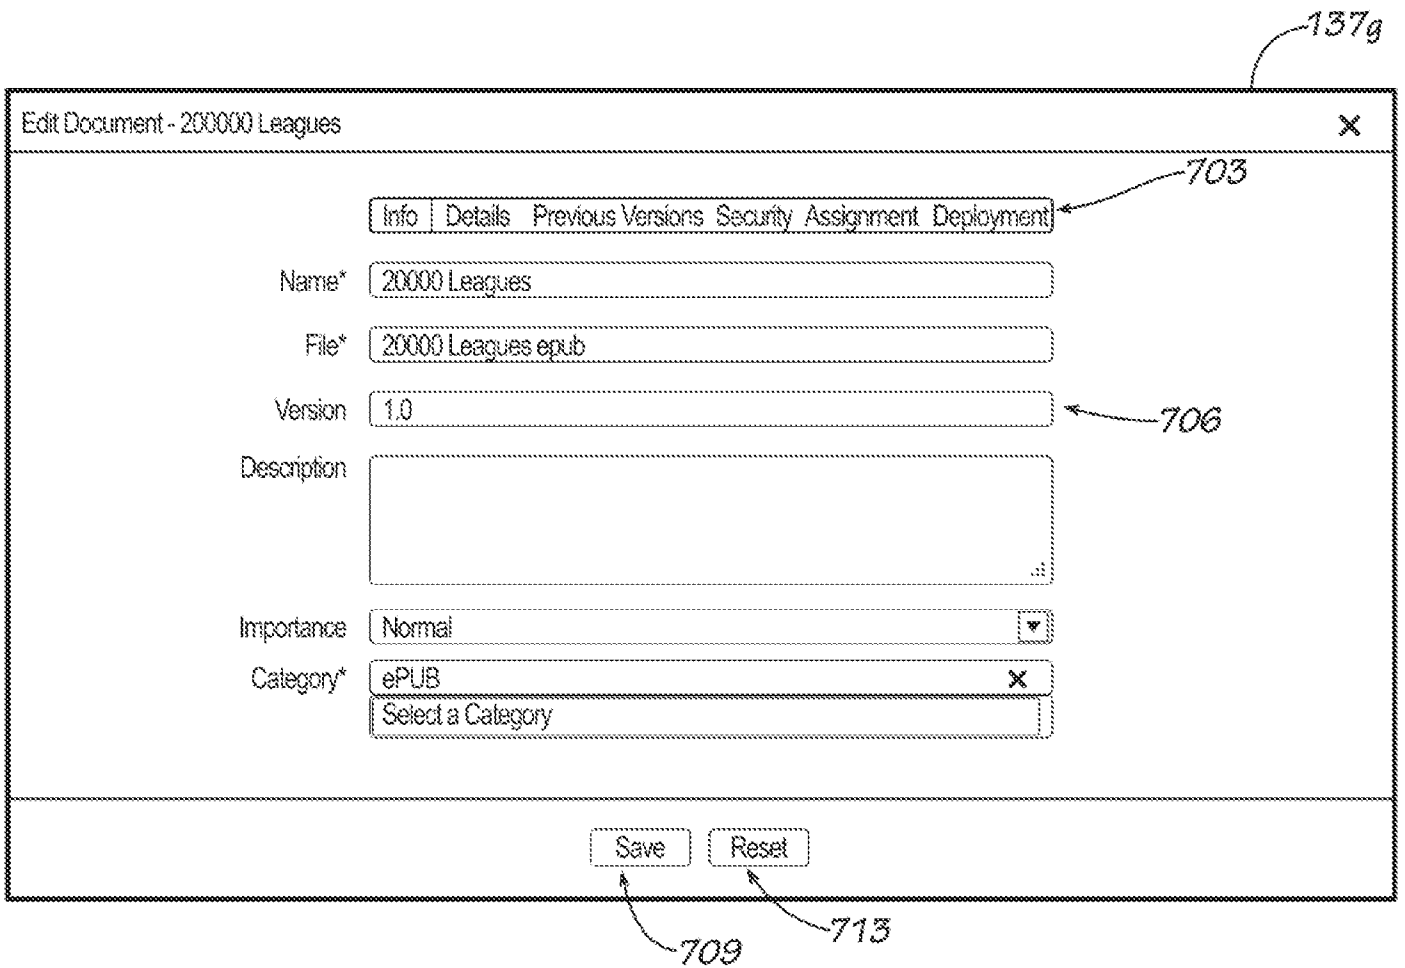 137g
Edit Document - 200000 Leagues X
703
Info Details Previous Versions Security Assignment Deployment
Name* 20000 Leagues
File* 20000 Leagues epub
Version 1.0
706
Description
Importance Normal
Category* ePUB X
Select a Category
Save Reset
709 713